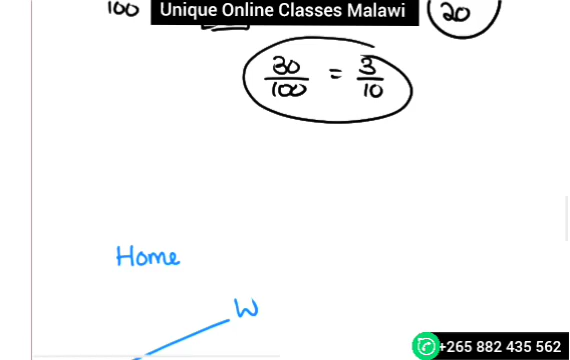 100
Unique Online Classes Malawi
20
30/100 = 3/10
Home
W
+265 882 435 562